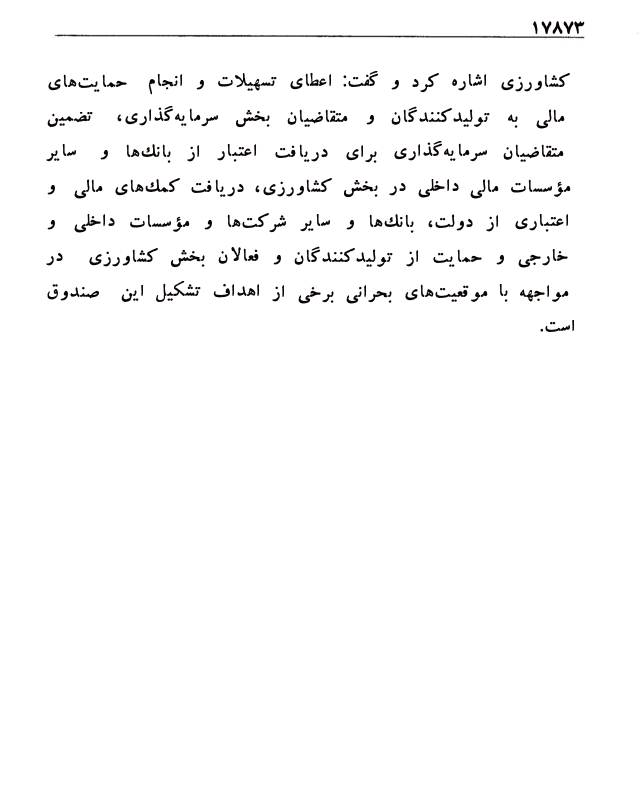 ۱۷۸۷۳
کشاورزی اشاره کرد و گفت: اعطای تسهیلات و انجام حمایت‌های
مالی به تولیدکنندگان و متقاضیان بخش سرمایه‌گذاری، تضمین
متقاضیان سرمایه‌گذاری برای دریافت اعتبار از بانك‌ها و سایر
مؤسسات مالی داخلی در بخش کشاورزی، دریافت کمك‌های مالی و
اعتباری از دولت، بانك‌ها و سایر شرکت‌ها و مؤسسات داخلی و
خارجی و حمایت از تولیدکنندگان و فعالان بخش کشاورزی در
مواجهه با موقعیت‌های بحرانی برخی از اهداف تشکیل این صندوق
است.